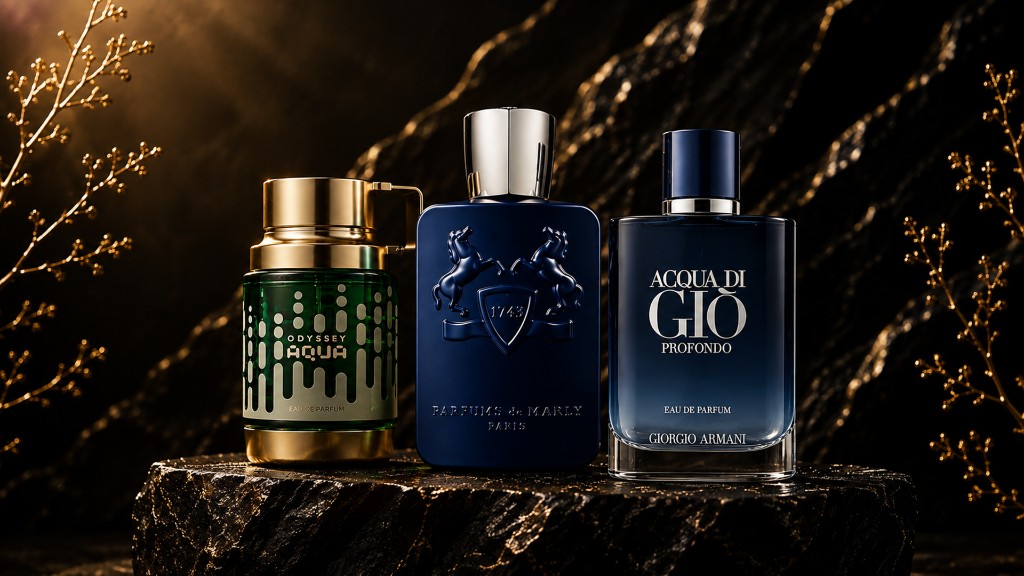 ODYSSEY
AQUA
EAU DE PARFUM
1743
PARFUMS de MARLY
PARIS
ACQUA DI
GIÒ
PROFONDO
EAU DE PARFUM
GIORGIO ARMANI